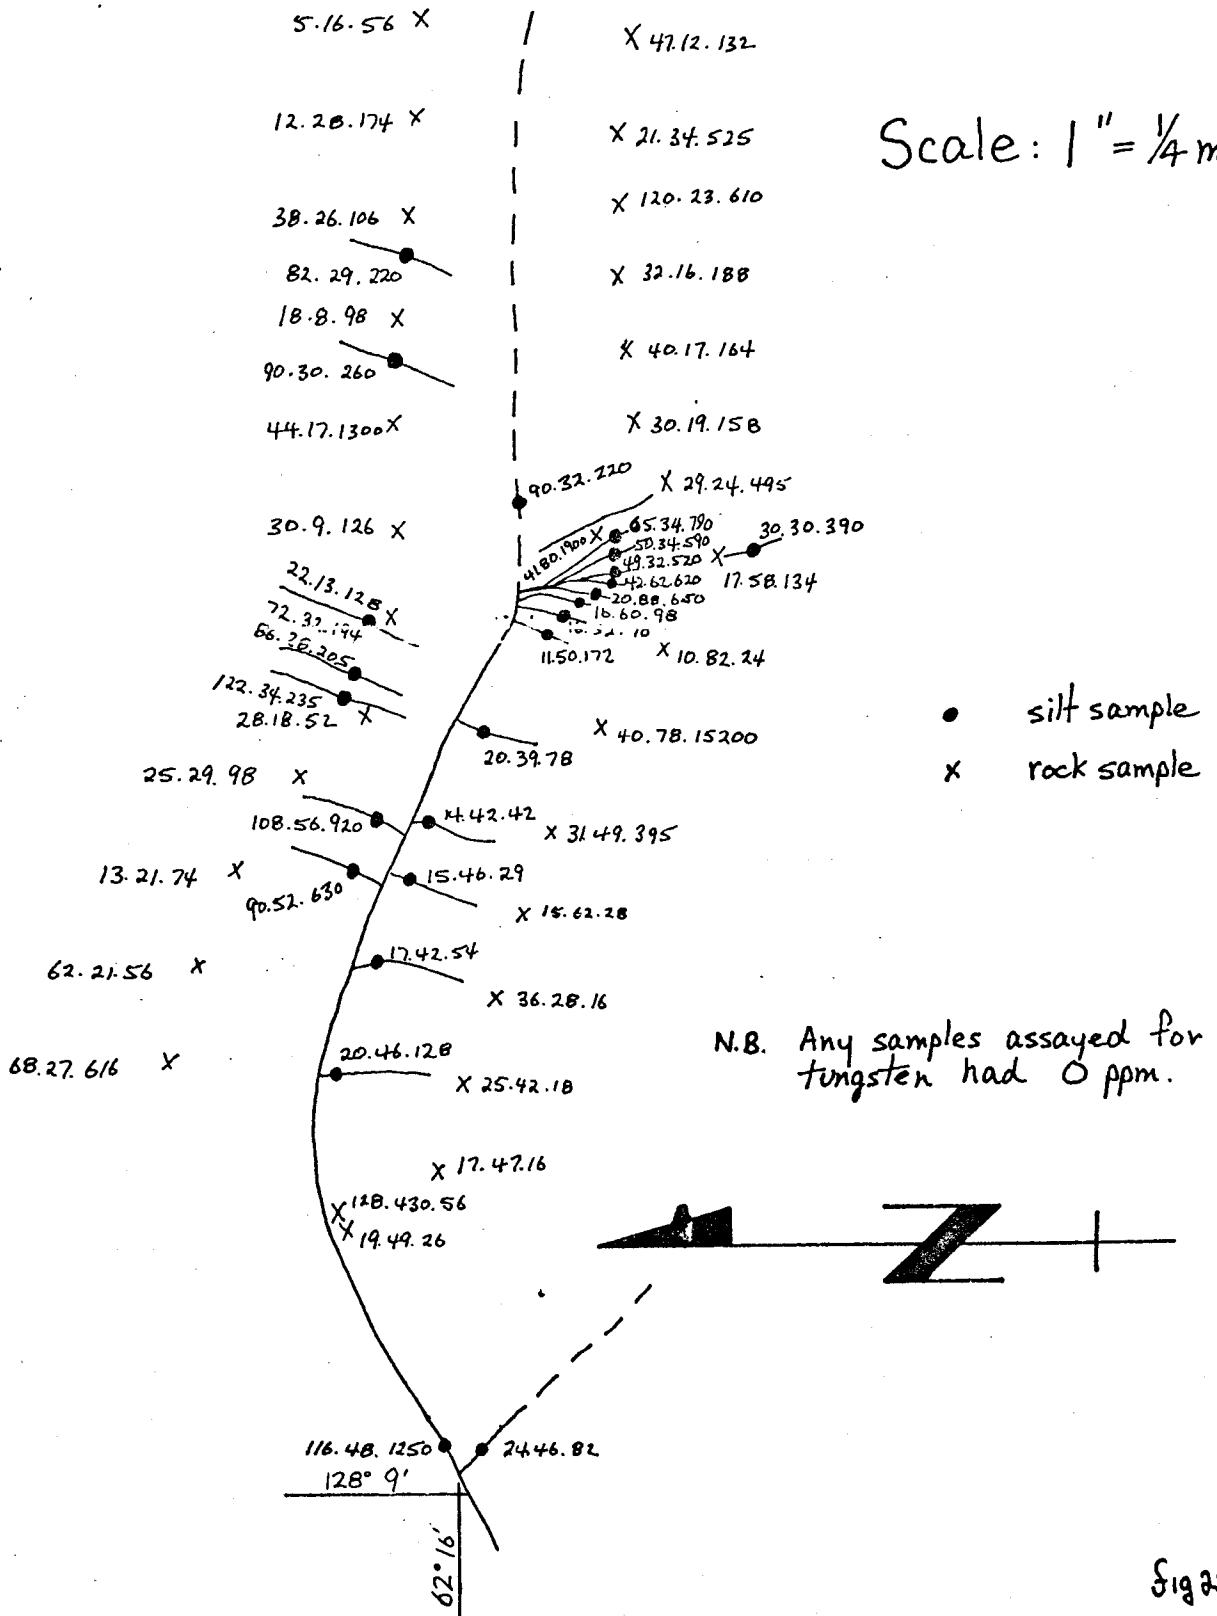 5.16.56 X
X 47.12.132
12.28.174 X
X 21.34.525
Scale: 1" = 1/4 m
X 120.23.610
38.26.106 X
82.29.220
X 32.16.188
18.8.98 X
90.30.260
X 40.17.164
44.17.1300 X
X 30.19.158
90.32.220
X 29.24.495
30.9.126 X
65.34.790
30.30.390
41.80.1900 X
50.34.590
49.32.520
X 17.58.134
42.62.620
22.13.128 X
20.88.650
16.60.98
11.50.172
X 10.82.24
122.34.235
28.18.52 X
• silt sample
X 40.78.15200
20.39.78
x rock sample
25.29.98 X
108.56.920
14.42.42
X 31.49.395
13.21.74 X
90.52.630
15.46.29
X 15.62.28
17.42.54
62.21.56 X
X 36.28.16
N.B. Any samples assayed for
tungsten had 0 ppm.
20.46.128
68.27.616 X
X 25.42.18
X 17.47.16
X 128.430.56
X 19.49.26
N
116.48.1250
24.46.82
128° 9'
62° 16'
fig 2